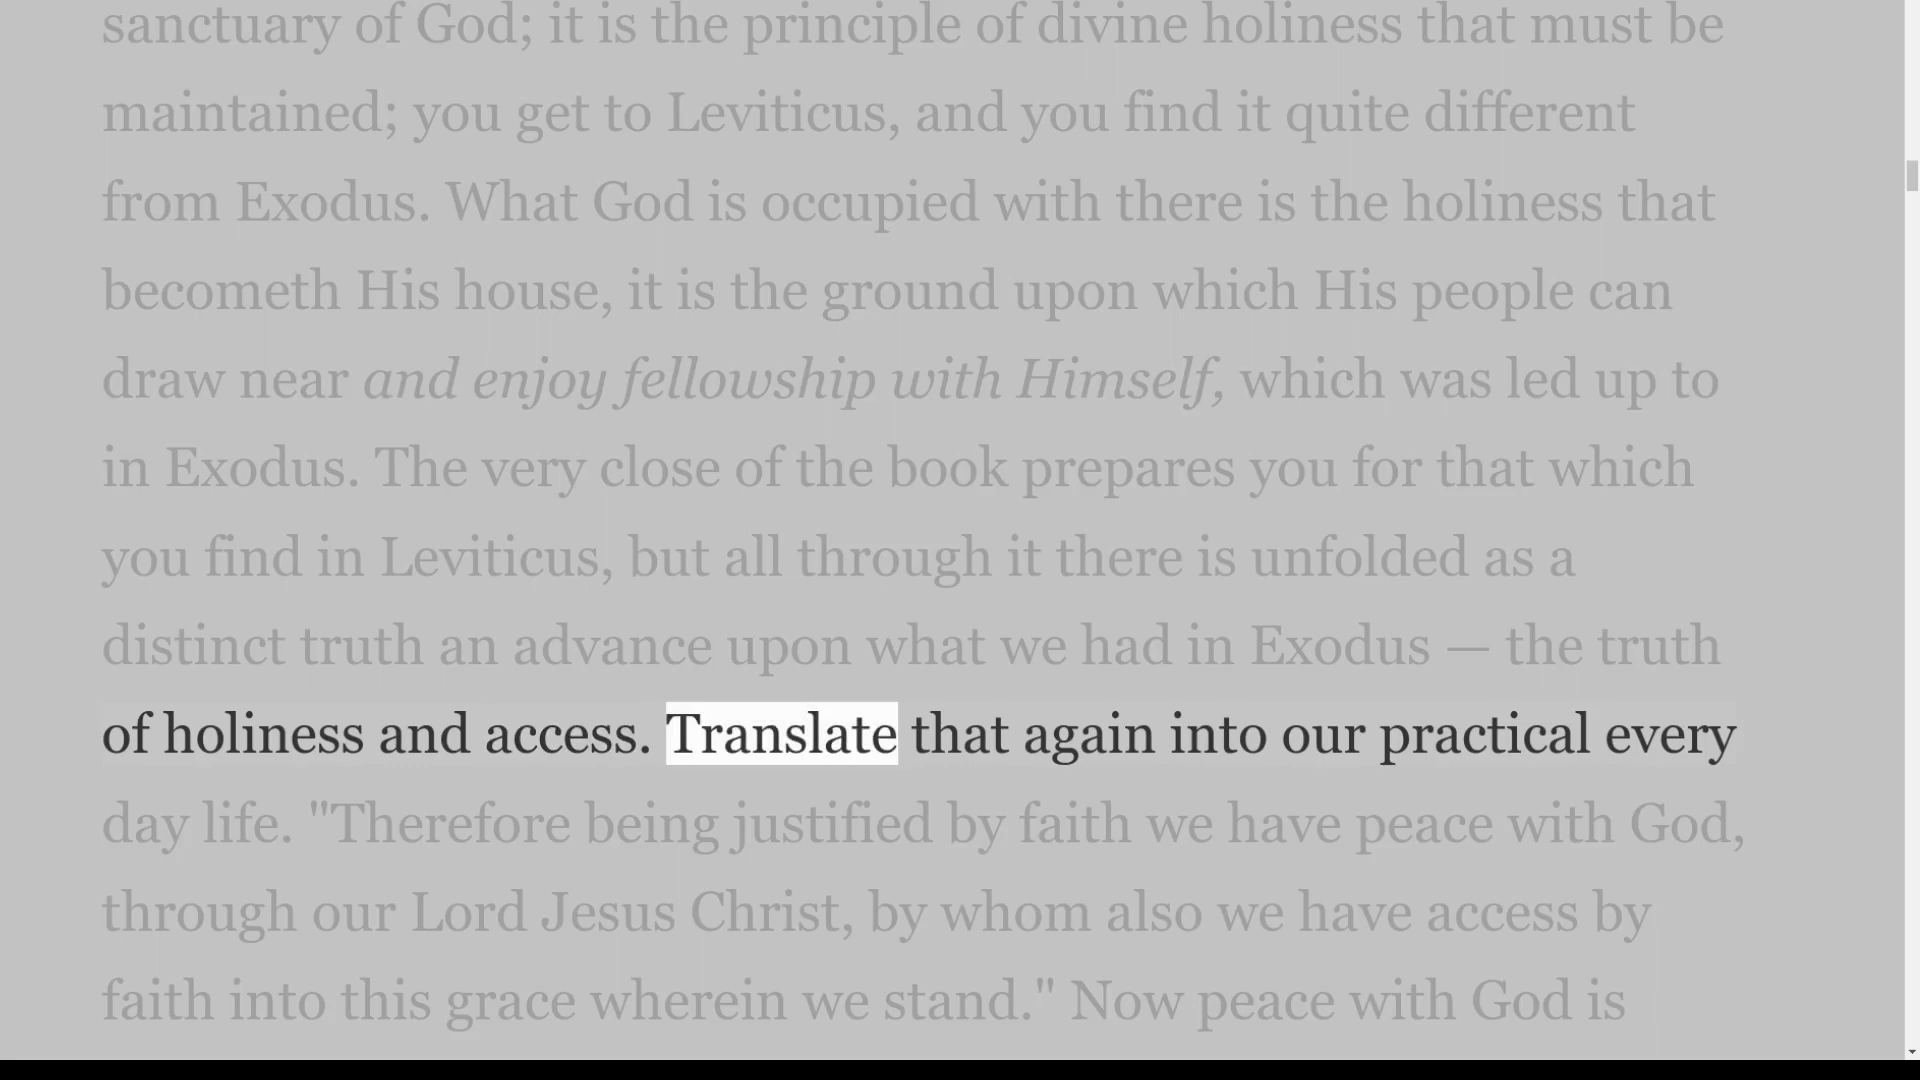 sanctuary of God; it is the principle of divine holiness that must be
maintained; you get to Leviticus, and you find it quite different
from Exodus. What God is occupied with there is the holiness that
becometh His house, it is the ground upon which His people can
draw near and enjoy fellowship with Himself, which was led up to
in Exodus. The very close of the book prepares you for that which
you find in Leviticus, but all through it there is unfolded as a
distinct truth an advance upon what we had in Exodus — the truth
of holiness and access. Translate that again into our practical every
day life. "Therefore being justified by faith we have peace with God,
through our Lord Jesus Christ, by whom also we have access by
faith into this grace wherein we stand." Now peace with God is